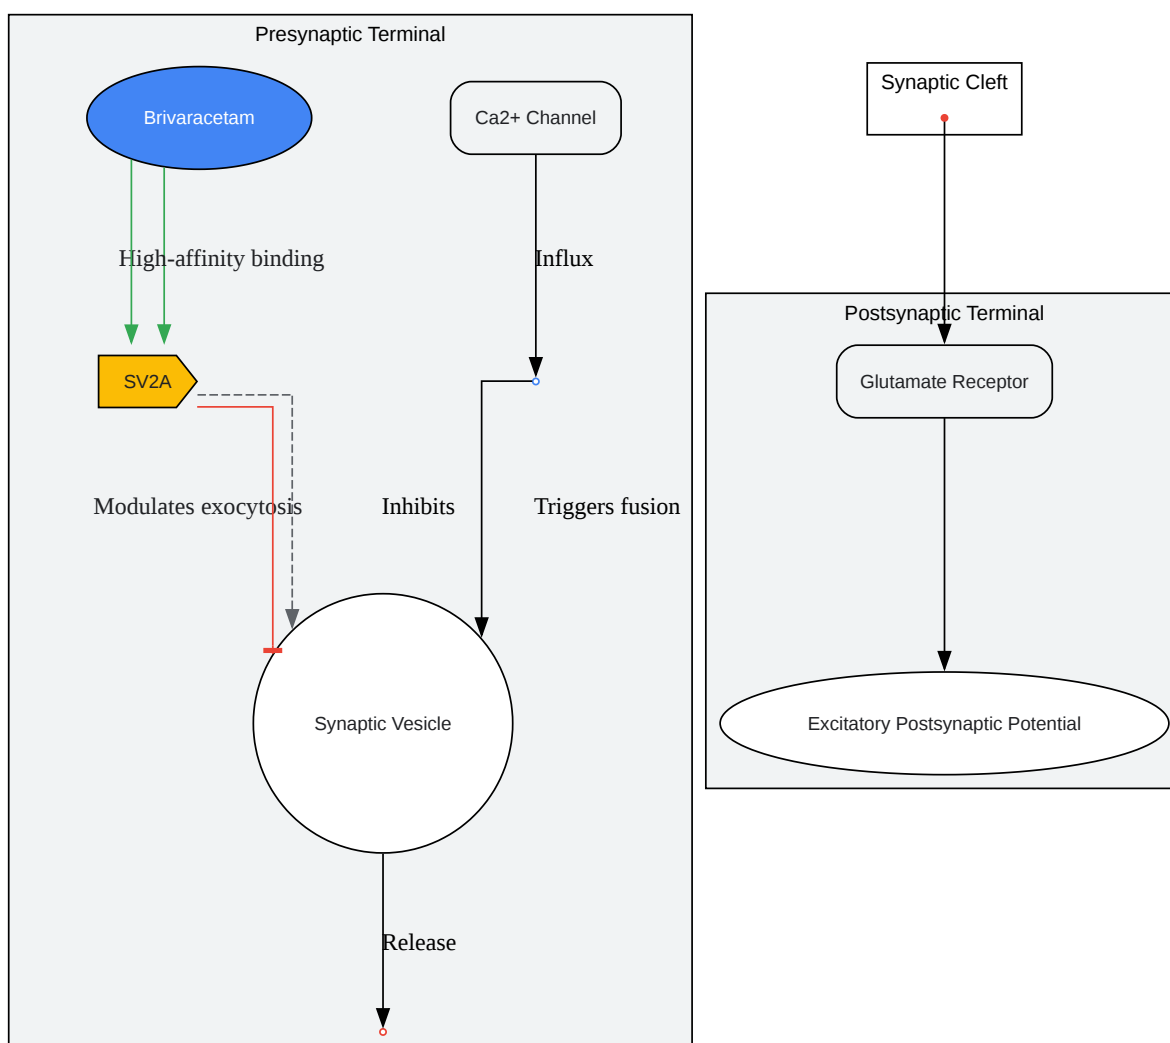 Presynaptic Terminal
Brivaracetam
Ca2+ Channel
Synaptic Cleft
High-affinity binding
Influx
Postsynaptic Terminal
SV2A
Glutamate Receptor
Modulates exocytosis
Inhibits
Triggers fusion
Synaptic Vesicle
Excitatory Postsynaptic Potential
Release